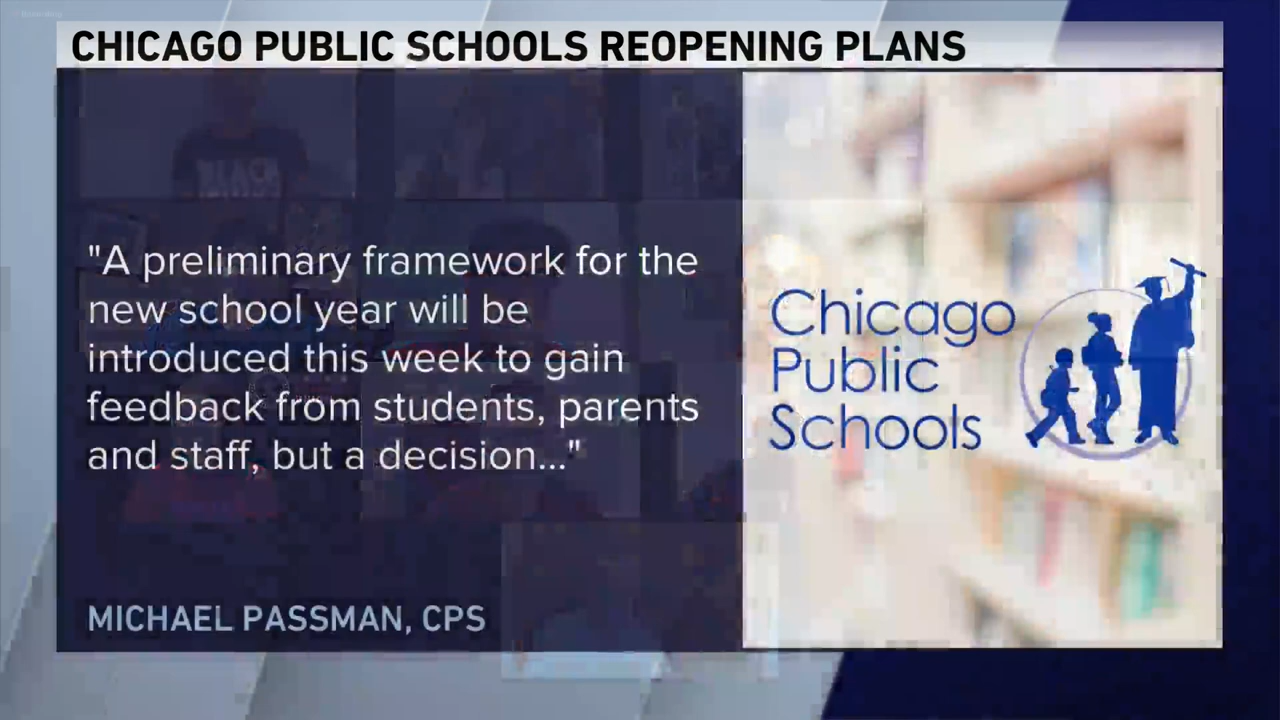 CHICAGO PUBLIC SCHOOLS REOPENING PLANS
"A preliminary framework for the
new school year will be
introduced this week to gain
feedback from students, parents
and staff, but a decision..."
MICHAEL PASSMAN, CPS
Chicago
Public
Schools
BLACK